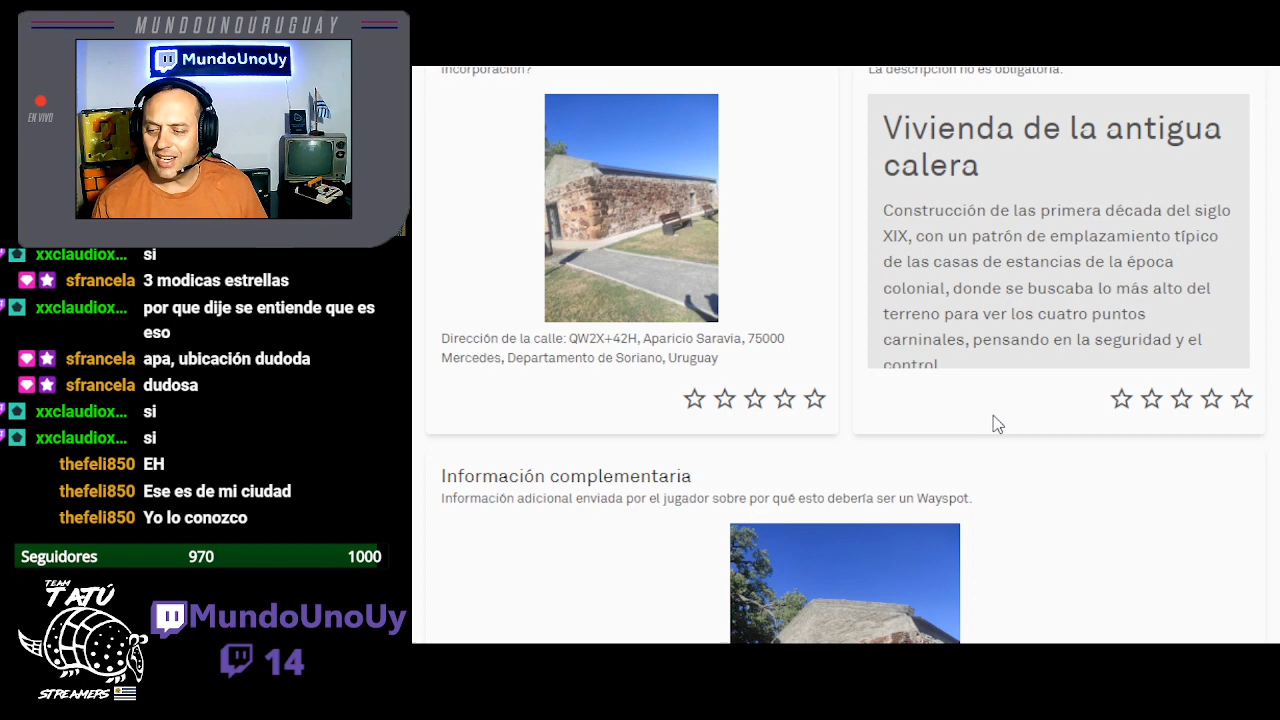 MUNDOUNOURUGUAY
MundoUnoUy
EN VIVO
xxclaudiox... si
sfrancela 3 modicas estrellas
xxclaudiox... por que dije se entiende que es
eso
sfrancela apa, ubicación dudoda
sfrancela dudosa
xxclaudiox... si
xxclaudiox... si
thefeli850 EH
thefeli850 Ese es de mi ciudad
thefeli850 Yo lo conozco
Seguidores 970 1000
TEAM
TATÚ
STREAMERS
MundoUnoUy
14
incorporación?
Dirección de la calle: QW2X+42H, Aparicio Saravia, 75000
Mercedes, Departamento de Soriano, Uruguay
La descripción no es obligatoria.
Vivienda de la antigua
calera
Construcción de las primera década del siglo
XIX, con un patrón de emplazamiento típico
de las casas de estancias de la época
colonial, donde se buscaba lo más alto del
terreno para ver los cuatro puntos
carninales, pensando en la seguridad y el
control
Información complementaria
Información adicional enviada por el jugador sobre por qué esto debería ser un Wayspot.